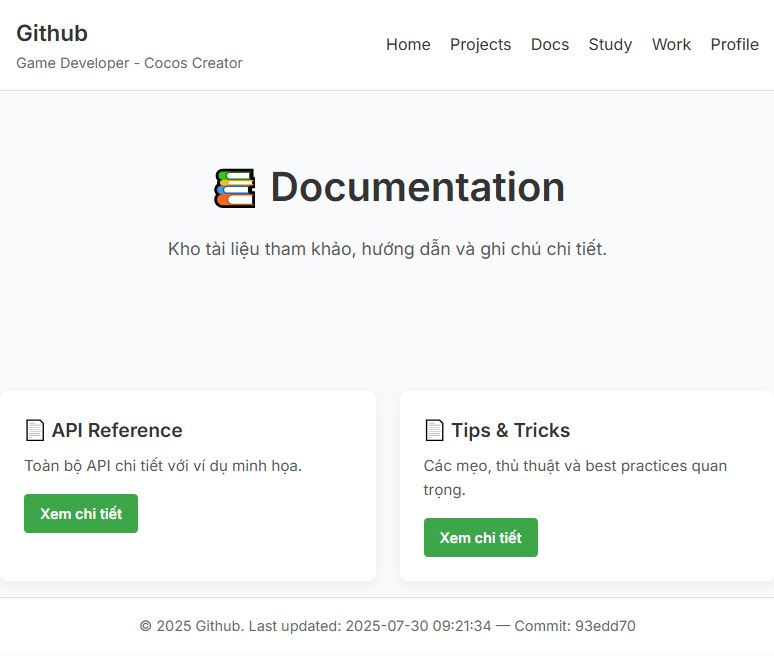 Github
Game Developer - Cocos Creator
Home Projects Docs Study Work Profile
Documentation
Kho tài liệu tham khảo, hướng dẫn và ghi chú chi tiết.
API Reference
Toàn bộ API chi tiết với ví dụ minh họa.
Xem chi tiết
Tips & Tricks
Các mẹo, thủ thuật và best practices quan
trọng.
Xem chi tiết
© 2025 Github. Last updated: 2025-07-30 09:21:34 — Commit: 93edd70